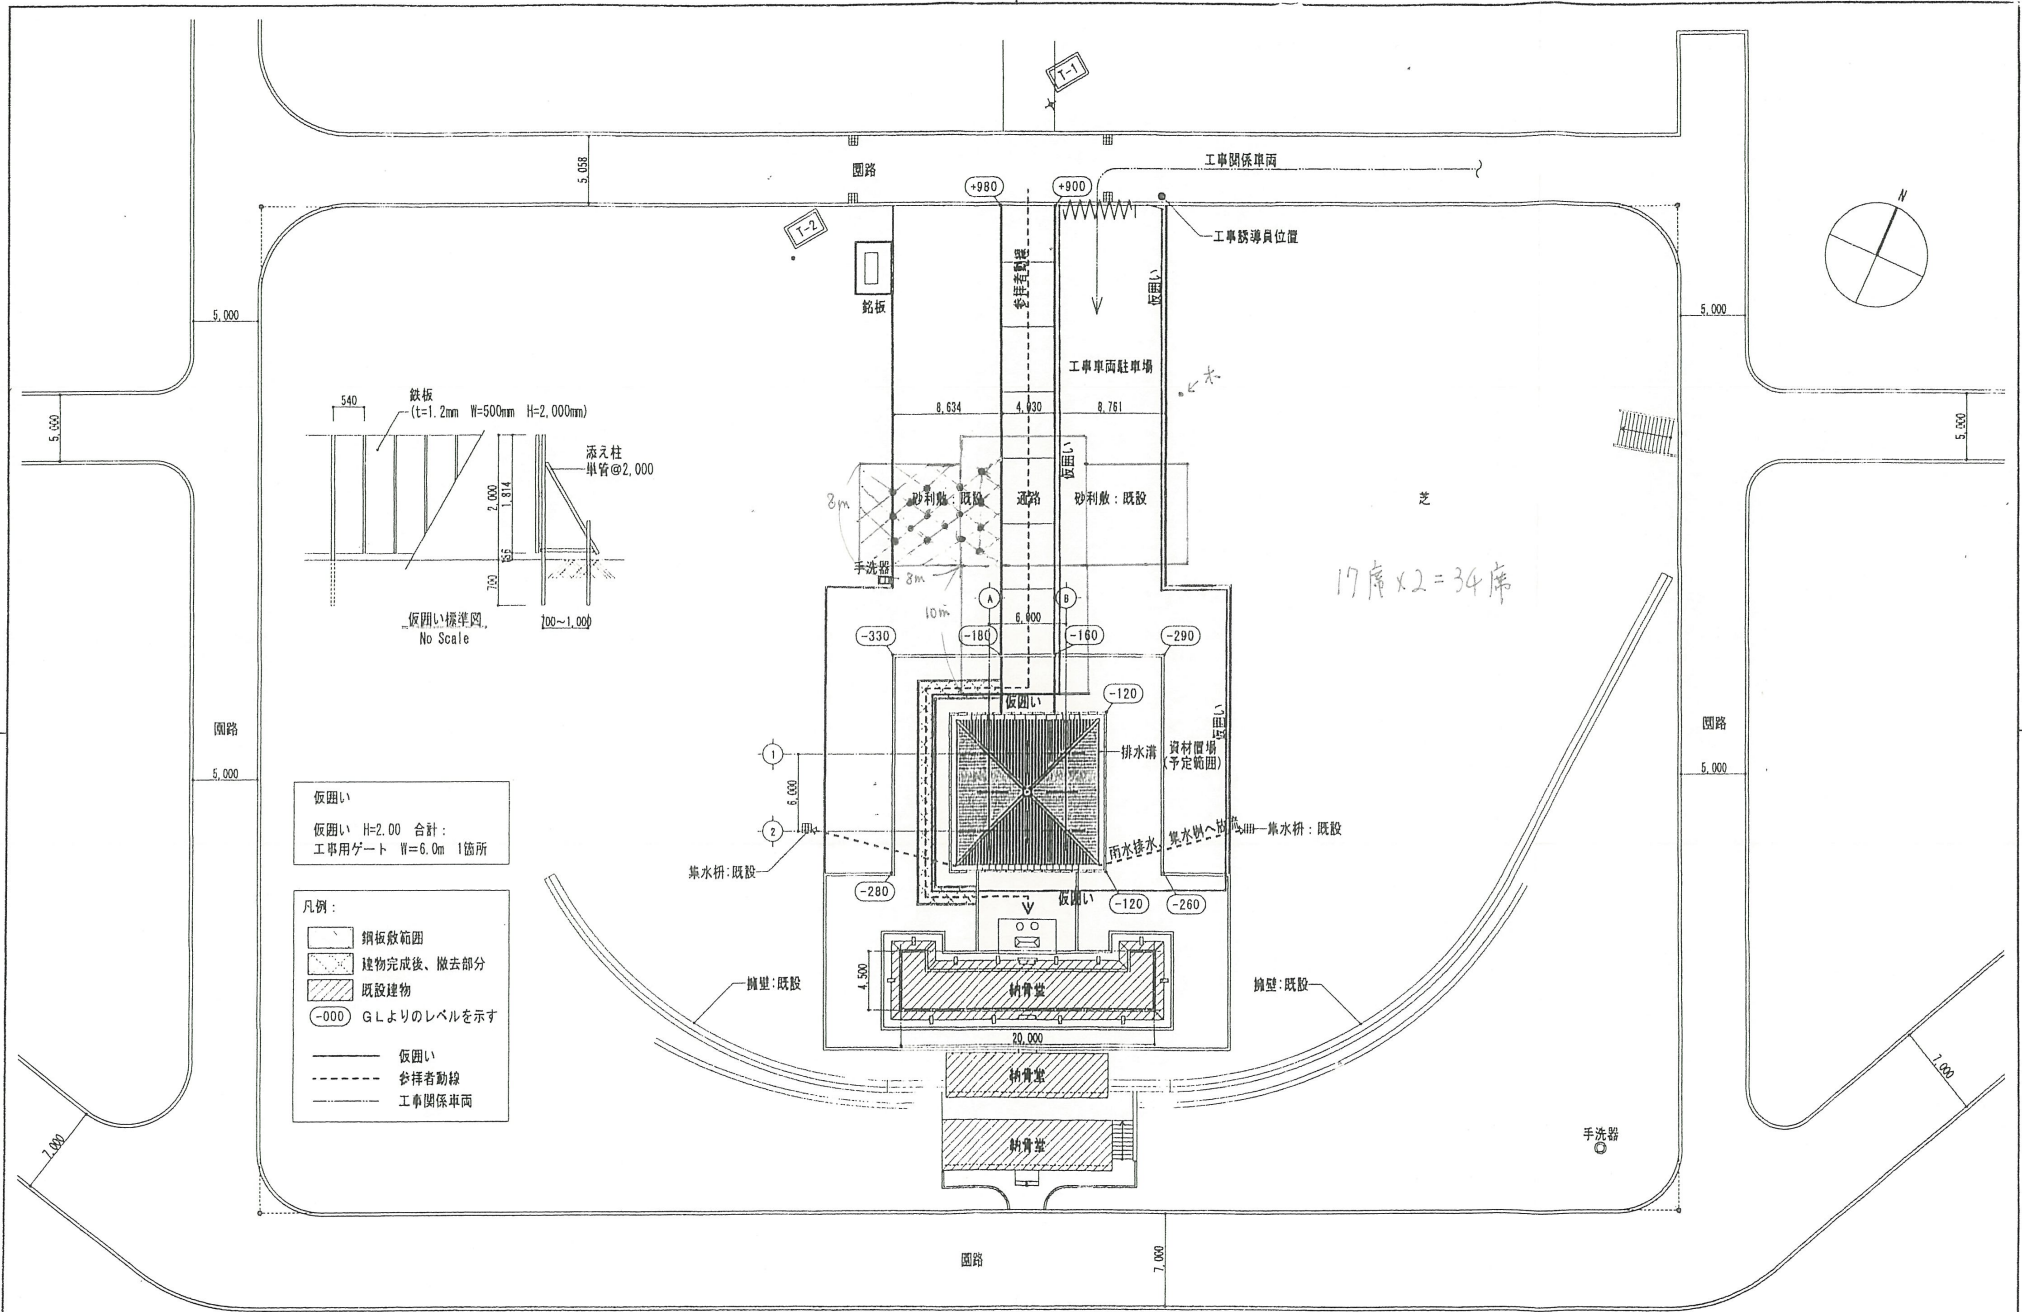 T-1
工事関係車両
5,058
園路
+980
+900
T-2
工事誘導員位置
N
銘板
参拝者動線
仮囲い
5,000
5,000
工事車両駐車場
木
8,634
4,030
8,761
540
鉄板
(t=1.2mm W=500mm H=2,000mm)
添え柱
単管@2,000
2,000
1,814
700
700~1,000
仮囲い標準図
No Scale
5,000
5,000
仮囲い
8m
砂利敷:既設
通路
砂利敷:既設
芝
手洗器
8m
10m
17席×2=34席
A
B
6,000
-330
-180
-160
-290
仮囲い
-120
仮囲い
園路
園路
排水溝
資材置場
(予定範囲)
1
6,000
2
5,000
5,000
仮囲い
仮囲い H=2.00 合計:
工事用ゲート W=6.0m 1箇所
集水桝:既設
雨水排水、集水桝へ放流
集水桝:既設
-280
仮囲い
-120
-260
凡例:
鋼板敷範囲
建物完成後、撤去部分
既設建物
-000 GLよりのレベルを示す
仮囲い
参拝者動線
工事関係車両
擁壁:既設
4,500
納骨堂
擁壁:既設
20,000
納骨堂
納骨堂
手洗器
7,000
7,000
園路
7,000